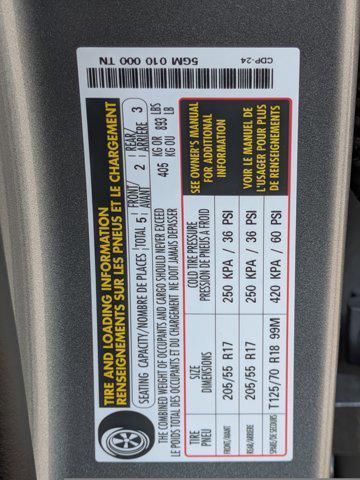 5GM 010 000 TN
CDP-24
TIRE AND LOADING INFORMATION
RENSEIGNEMENTS SUR LES PNEUS ET LE CHARGEMENT
SEATING CAPACITY/NOMBRE DE PLACES TOTAL 5 FRONT/AVANT 2 REAR/ARRIÈRE 3
THE COMBINED WEIGHT OF OCCUPANTS AND CARGO SHOULD NEVER EXCEED 405 KG OR 893 LBS
LE POIDS TOTAL DES OCCUPANTS ET DU CHARGEMENT NE DOIT JAMAIS DÉPASSER 405 KG OU 893 LB
TIRE SIZE COLD TIRE PRESSURE
PNEU DIMENSIONS PRESSION DE PNEUS A FROID
FRONT/AVANT 205/55 R17 250 KPA / 36 PSI
REAR/ARRIÈRE 205/55 R17 250 KPA / 36 PSI
SPARE/DE SECOURS T125/70 R18 99M 420 KPA / 60 PSI
SEE OWNER'S MANUAL
FOR ADDITIONAL
INFORMATION
VOIR LE MANUEL DE
L'USAGER POUR PLUS
DE RENSEIGNEMENTS